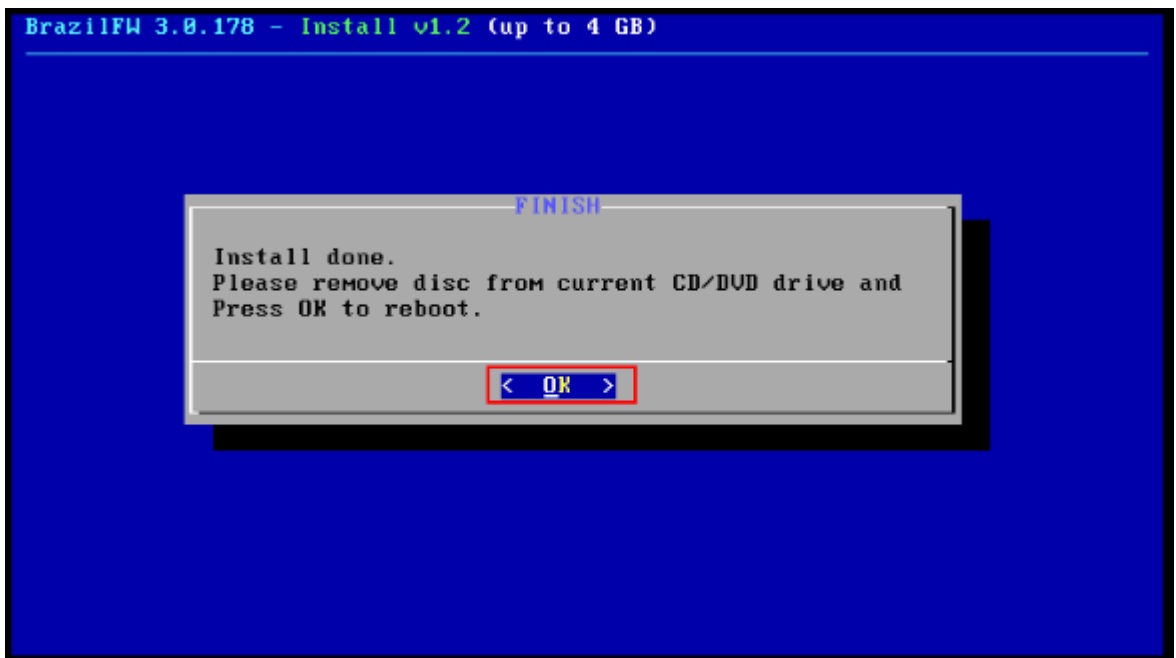 BrazilFW 3.0.178 - Install v1.2 (up to 4 GB)
FINISH
Install done.
Please remove disc from current CD/DVD drive and
Press OK to reboot.
< OK >